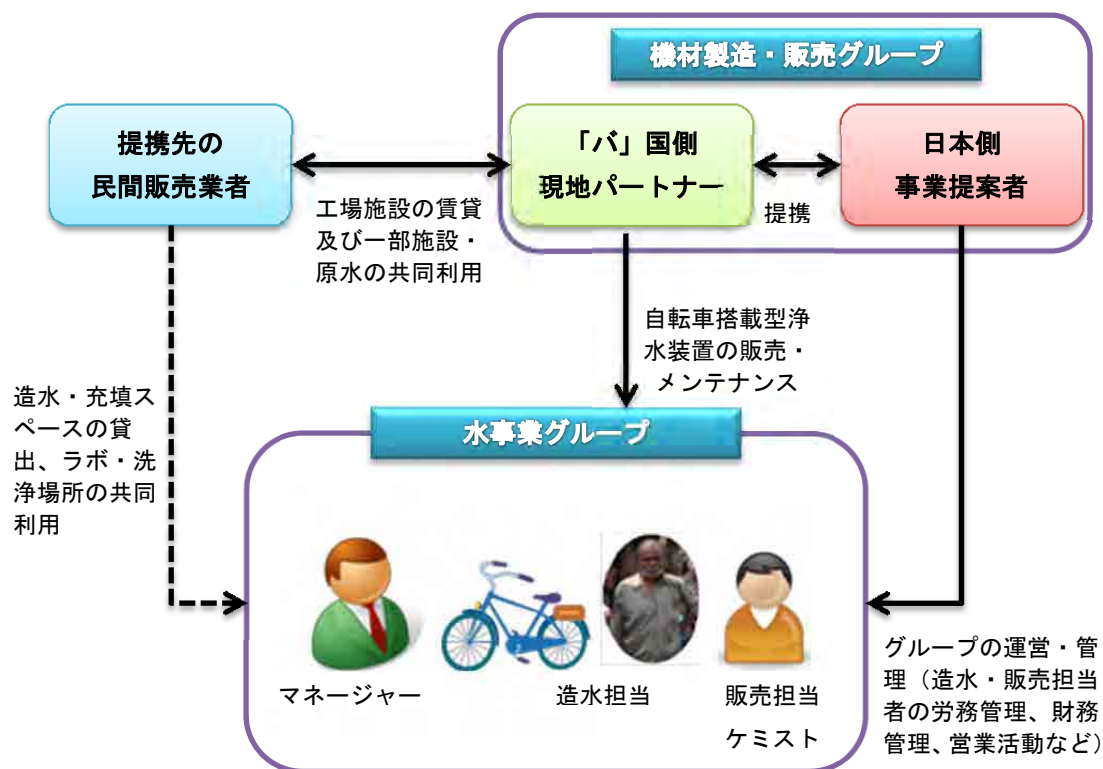 機材製造・販売グループ
提携先の
民間販売業者
「バ」国側
現地パートナー
日本側
事業提案者
提携
工場施設の賃貸
及び一部施設・
原水の共同利用
自転車搭載型浄
水装置の販売・
メンテナンス
造水・充填ス
ペースの貸
出、ラボ・洗
浄場所の共同
利用
水事業グループ
マネージャー
造水担当
販売担当
ケミスト
グループの運営・管
理（造水・販売担当
者の労務管理、財務
管理、営業活動など）